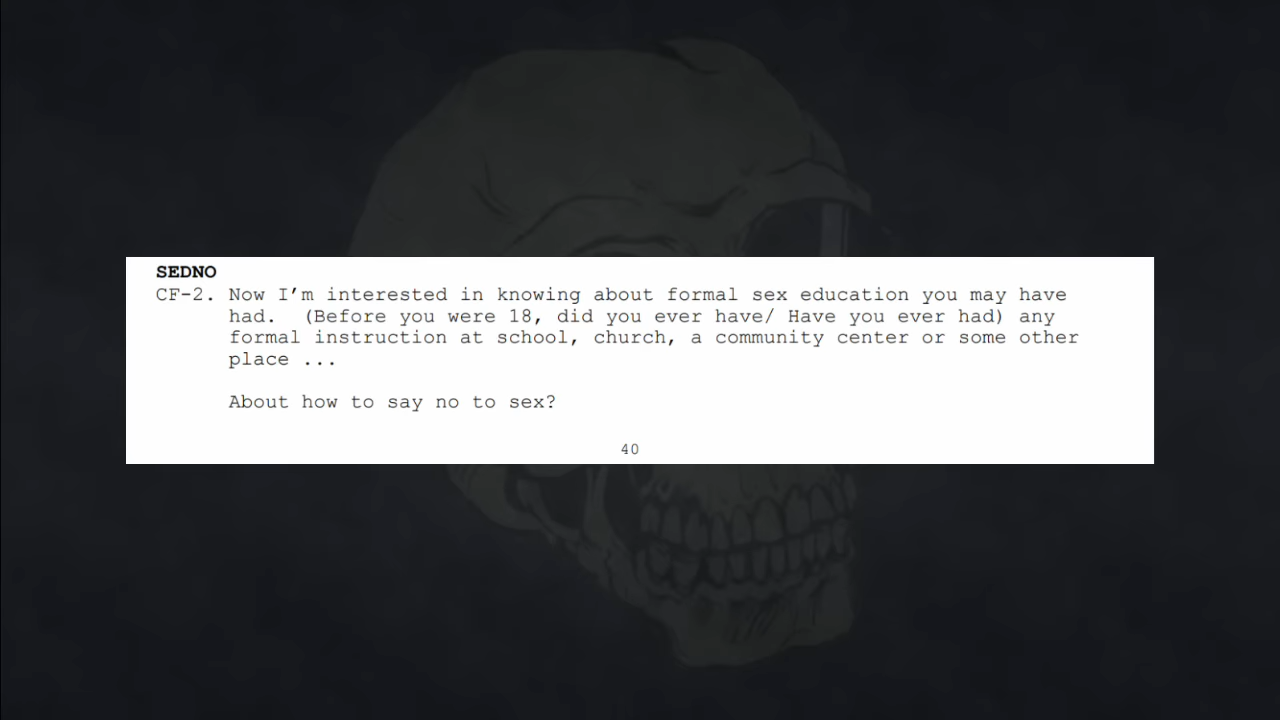 SEDNO
CF-2. Now I’m interested in knowing about formal sex education you may have
had. (Before you were 18, did you ever have/ Have you ever had) any
formal instruction at school, church, a community center or some other
place ...
About how to say no to sex?
40